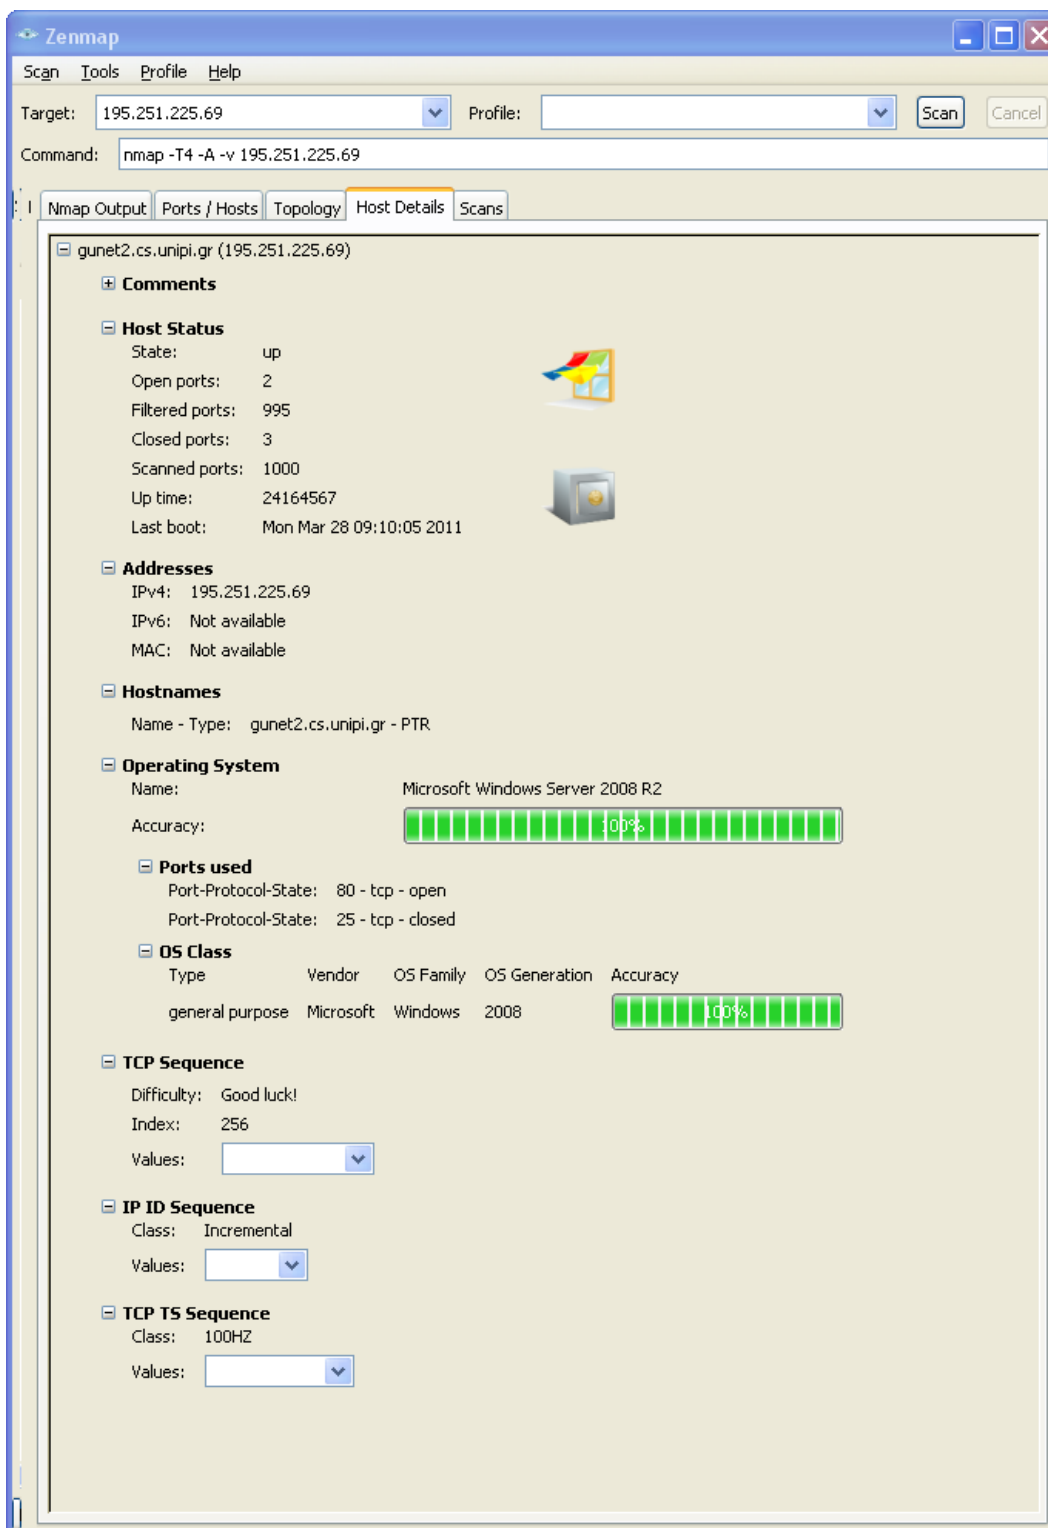 Zenmap
Scan Tools Profile Help
Target: 195.251.225.69 Profile: Scan Cancel
Command: nmap -T4 -A -v 195.251.225.69
Nmap Output Ports / Hosts Topology Host Details Scans
gunet2.cs.unipi.gr (195.251.225.69)
Comments
Host Status
State: up
Open ports: 2
Filtered ports: 995
Closed ports: 3
Scanned ports: 1000
Up time: 24164567
Last boot: Mon Mar 28 09:10:05 2011
Addresses
IPv4: 195.251.225.69
IPv6: Not available
MAC: Not available
Hostnames
Name - Type: gunet2.cs.unipi.gr - PTR
Operating System
Name: Microsoft Windows Server 2008 R2
Accuracy: 100%
Ports used
Port-Protocol-State: 80 - tcp - open
Port-Protocol-State: 25 - tcp - closed
OS Class
Type Vendor OS Family OS Generation Accuracy
general purpose Microsoft Windows 2008 100%
TCP Sequence
Difficulty: Good luck!
Index: 256
Values:
IP ID Sequence
Class: Incremental
Values:
TCP TS Sequence
Class: 100HZ
Values: